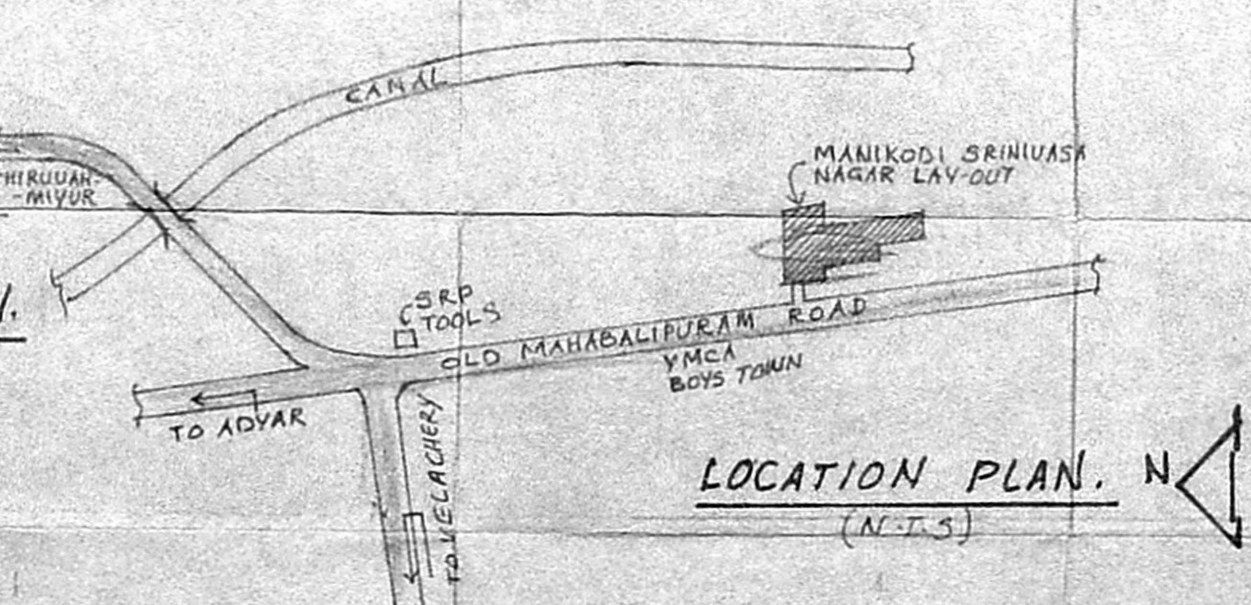 CANAL
MANIKODI SRINIVASA
NAGAR LAY-OUT
HIRUVAN-
-MIYUR
SRP
TOOLS
OLD MAHABALIPURAM ROAD
YMCA
BOYS TOWN
TO ADYAR
TO VELACHERY
LOCATION PLAN.
N
(N.T.S)